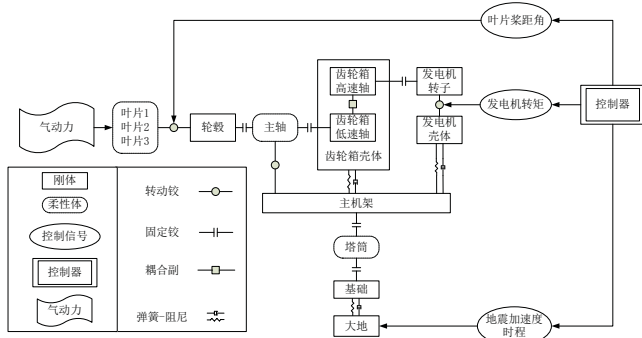 叶片桨距角
齿轮箱
高速轴
发电机
转子
叶片1
叶片2
叶片3
气动力
轮毂
主轴
齿轮箱
低速轴
发电机转矩
控制器
发电机
壳体
齿轮箱壳体
刚体
柔性体
控制信号
控制器
气动力
转动铰
固定铰
耦合副
弹簧-阻尼
主机架
塔筒
基础
大地
地震加速度
时程